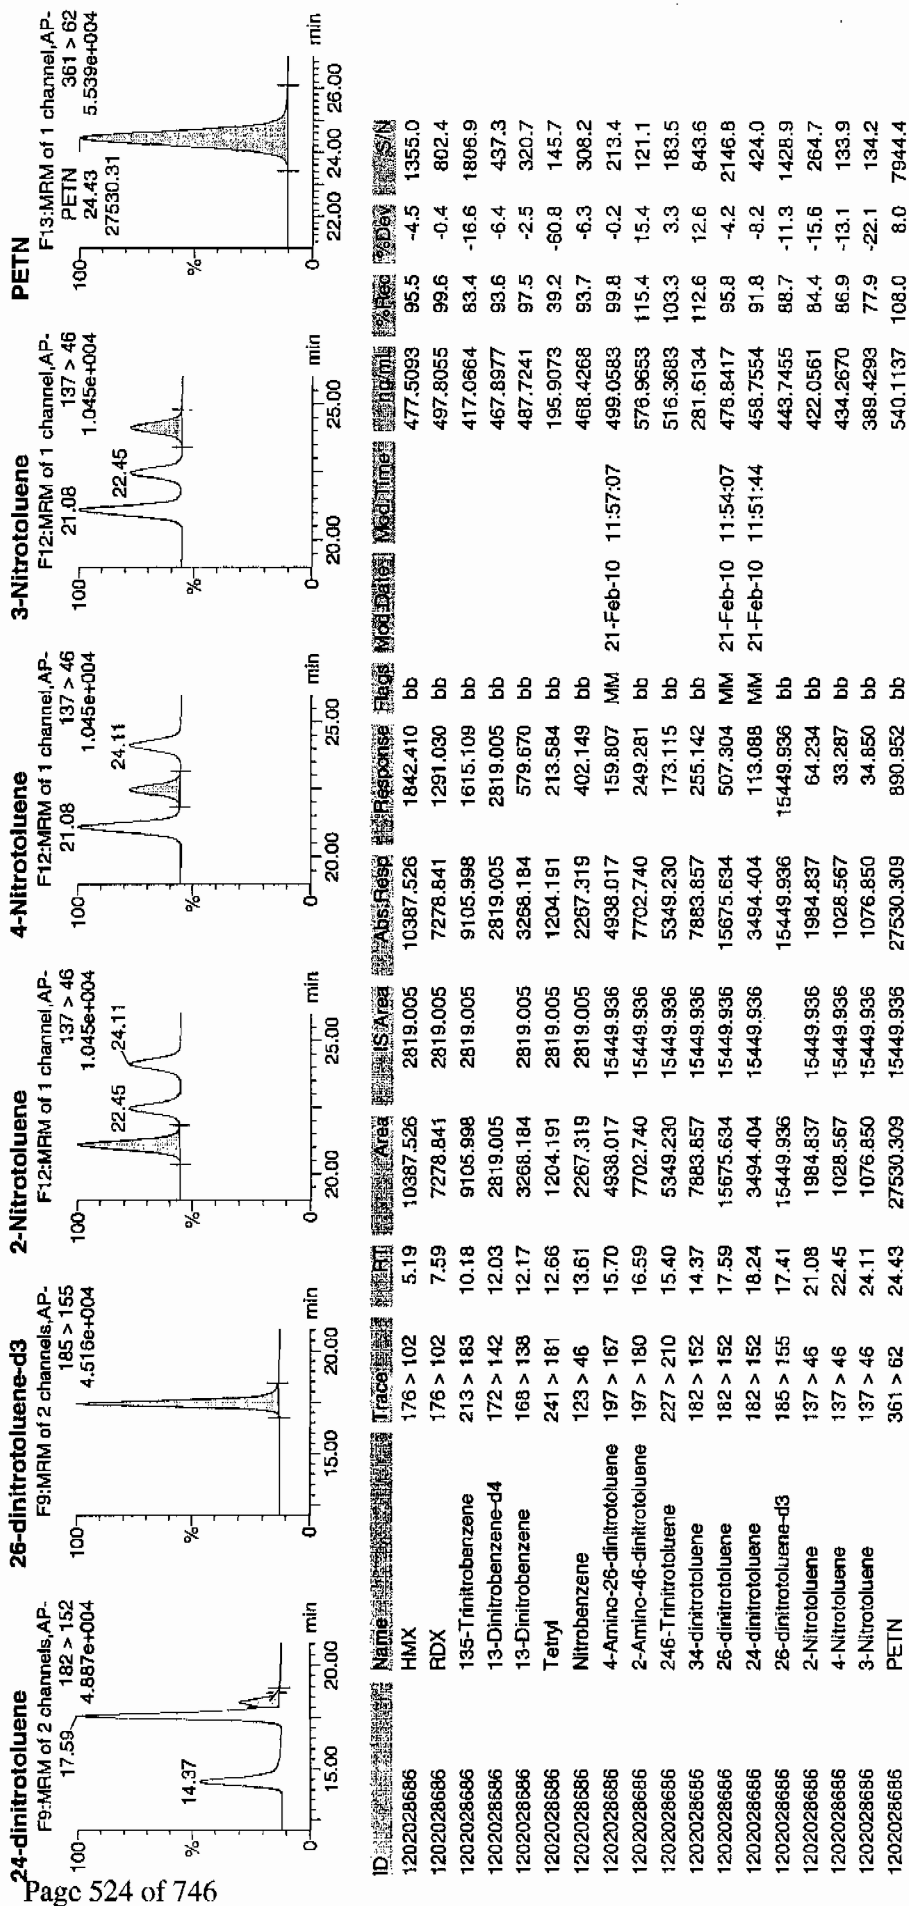 24-dinitrotoluene
F9:MRM of 2 channels,AP-
182 > 152
4.887e+004
17.59
14.37
100
%
0
15.00
20.00
min
26-dinitrotoluene-d3
F9:MRM of 2 channels,AP-
185 > 155
4.516e+004
100
%
0
15.00
20.00
min
2-Nitrotoluene
F12:MRM of 1 channel,AP-
137 > 46
1.045e+004
22.45
24.11
100
%
0
20.00
25.00
min
4-Nitrotoluene
F12:MRM of 1 channel,AP-
137 > 46
1.045e+004
21.08
24.11
100
%
0
20.00
25.00
min
3-Nitrotoluene
F12:MRM of 1 channel,AP-
137 > 46
1.045e+004
21.08
22.45
100
%
0
20.00
25.00
min
PETN
F13:MRM of 1 channel,AP-
361 > 62
5.539e+004
PETN
24.43
27530.31
100
%
0
22.00
24.00
26.00
min
ID Name Trace RT Area IS Area Abs.Resp Response Flags Mod.Date Mod.Time ng/mL %Rec %Dev S/N
1202028686 HMX 176 > 102 5.19 10387.526 2819.005 10387.526 1842.410 bb 477.5093 95.5 -4.5 1355.0
1202028686 RDX 176 > 102 7.59 7278.841 2819.005 7278.841 1291.030 bb 497.8055 99.6 -0.4 802.4
1202028686 135-Trinitrobenzene 213 > 183 10.18 9105.998 2819.005 9105.998 1615.109 bb 417.0664 83.4 -16.6 1806.9
1202028686 13-Dinitrobenzene-d4 172 > 142 12.03 2819.005 2819.005 2819.005 bb 467.8977 93.6 -6.4 437.3
1202028686 13-Dinitrobenzene 168 > 138 12.17 3268.184 2819.005 3268.184 579.670 bb 487.7241 97.5 -2.5 320.7
1202028686 Tetryl 241 > 181 12.66 1204.191 2819.005 1204.191 213.584 bb 195.9073 39.2 -60.8 145.7
1202028686 Nitrobenzene 123 > 46 13.61 2267.319 2819.005 2267.319 402.149 bb 468.4268 93.7 -6.3 308.2
1202028686 4-Amino-26-dinitrotoluene 197 > 167 15.70 4938.017 15449.936 4938.017 159.807 MM 21-Feb-10 11:57:07 499.0583 99.8 -0.2 213.4
1202028686 2-Amino-46-dinitrotoluene 197 > 180 16.59 7702.740 15449.936 7702.740 249.281 bb 576.9653 115.4 15.4 121.1
1202028686 246-Trinitrotoluene 227 > 210 15.40 5349.230 15449.936 5349.230 173.115 bb 516.3683 103.3 3.3 183.5
1202028686 34-dinitrotoluene 182 > 152 14.37 7883.857 15449.936 7883.857 255.142 bb 281.6134 112.6 12.6 843.6
1202028686 26-dinitrotoluene 182 > 152 17.59 15675.634 15449.936 15675.634 507.304 MM 21-Feb-10 11:54:07 478.8417 95.8 -4.2 2146.8
1202028686 24-dinitrotoluene 182 > 152 18.24 3494.404 15449.936 3494.404 113.088 MM 21-Feb-10 11:51:44 458.7554 91.8 -8.2 424.0
1202028686 26-dinitrotoluene-d3 185 > 155 17.41 15449.936 15449.936 15449.936 bb 443.7455 88.7 -11.3 1428.9
1202028686 2-Nitrotoluene 137 > 46 21.08 1984.837 15449.936 1984.837 64.234 bb 422.0561 84.4 -15.6 264.7
1202028686 4-Nitrotoluene 137 > 46 22.45 1028.567 15449.936 1028.567 33.287 bb 434.2670 86.9 -13.1 133.9
1202028686 3-Nitrotoluene 137 > 46 24.11 1076.850 15449.936 1076.850 34.850 bb 389.4293 77.9 -22.1 134.2
1202028686 PETN 361 > 62 24.43 27530.309 15449.936 27530.309 890.952 bb 540.1137 108.0 8.0 7944.4
Page 524 of 746